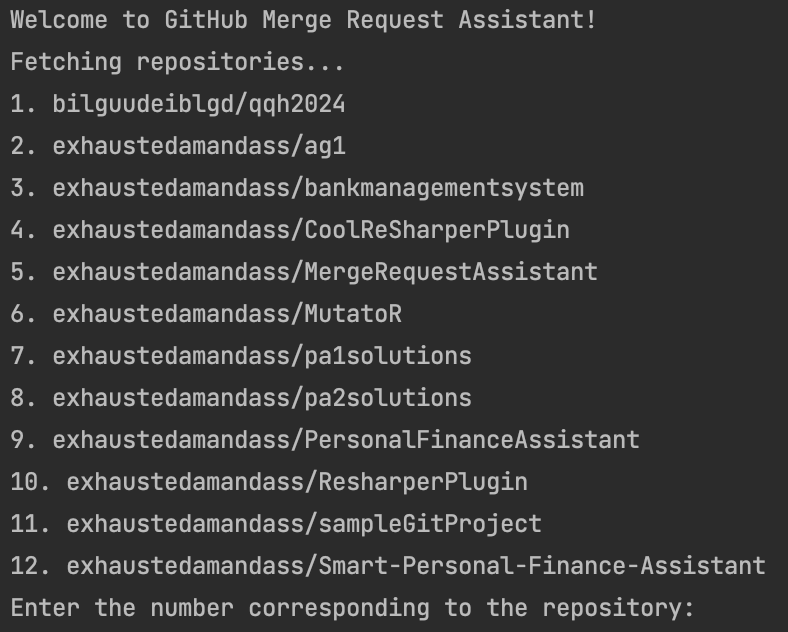 Welcome to GitHub Merge Request Assistant!
Fetching repositories...
1. bilguudeiblgd/qqh2024
2. exhaustedamandass/ag1
3. exhaustedamandass/bankmanagementsystem
4. exhaustedamandass/CoolReSharperPlugin
5. exhaustedamandass/MergeRequestAssistant
6. exhaustedamandass/MutatoR
7. exhaustedamandass/pa1solutions
8. exhaustedamandass/pa2solutions
9. exhaustedamandass/PersonalFinanceAssistant
10. exhaustedamandass/ResharperPlugin
11. exhaustedamandass/sampleGitProject
12. exhaustedamandass/Smart-Personal-Finance-Assistant
Enter the number corresponding to the repository: